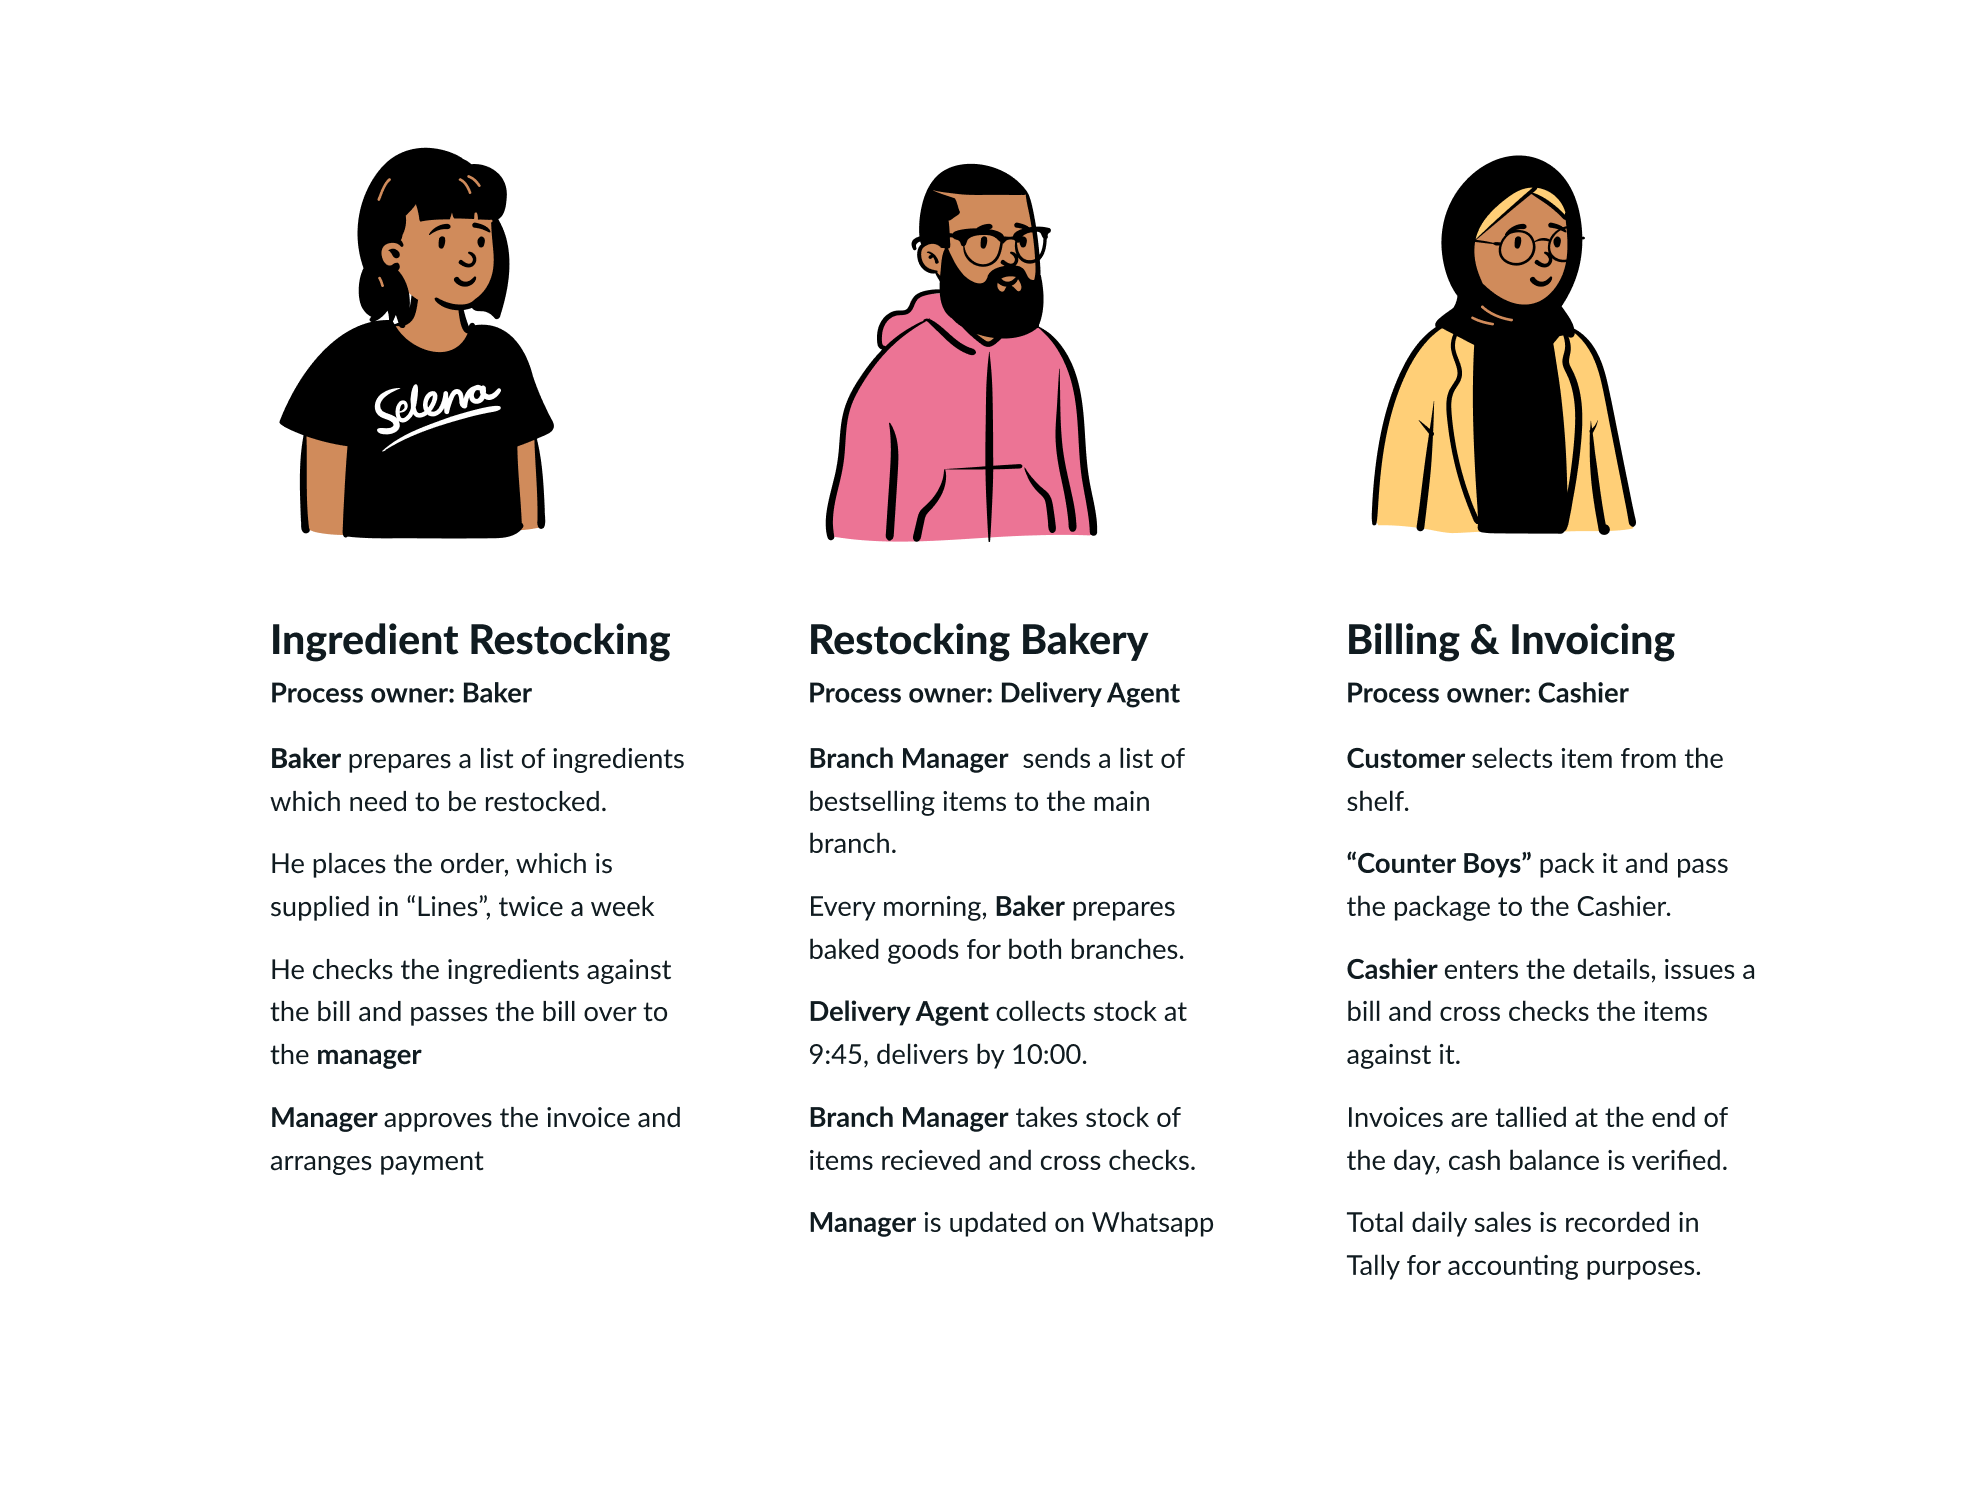 Selena
Ingredient Restocking
Process owner: Baker
Baker prepares a list of ingredients
which need to be restocked.
He places the order, which is
supplied in “Lines”, twice a week
He checks the ingredients against
the bill and passes the bill over to
the manager
Manager approves the invoice and
arranges payment
Restocking Bakery
Process owner: Delivery Agent
Branch Manager  sends a list of
bestselling items to the main
branch.
Every morning, Baker prepares
baked goods for both branches.
Delivery Agent collects stock at
9:45, delivers by 10:00.
Branch Manager takes stock of
items recieved and cross checks.
Manager is updated on Whatsapp
Billing & Invoicing
Process owner: Cashier
Customer selects item from the
shelf.
“Counter Boys” pack it and pass
the package to the Cashier.
Cashier enters the details, issues a
bill and cross checks the items
against it.
Invoices are tallied at the end of
the day, cash balance is verified.
Total daily sales is recorded in
Tally for accounting purposes.